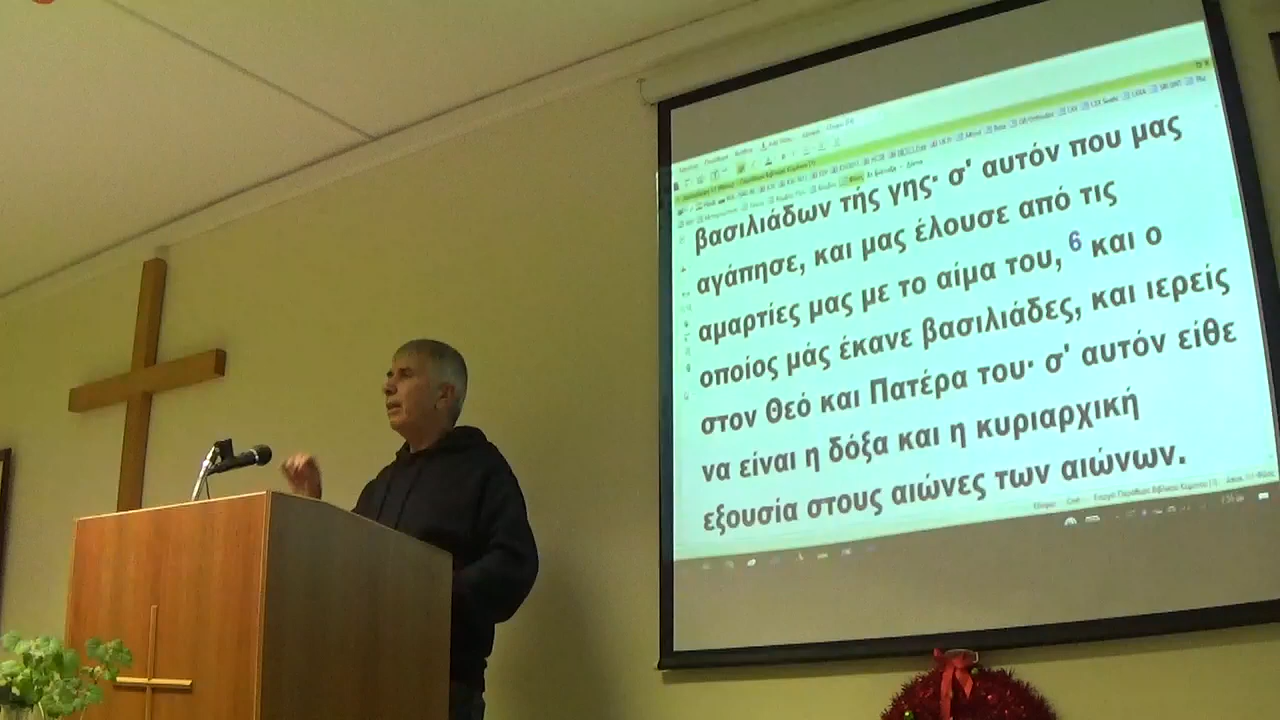 βασιλιάδων τής γης· σ' αυτόν που μας
αγάπησε, και μας έλουσε από τις
αμαρτίες μας με το αίμα του, 6 και ο
οποίος μάς έκανε βασιλιάδες, και ιερείς
στον Θεό και Πατέρα του· σ' αυτόν είθε
να είναι η δόξα και η κυριαρχική
εξουσία στους αιώνες των αιώνων.